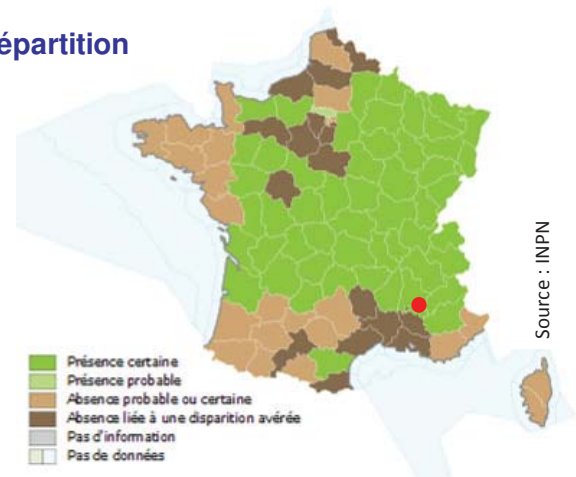 épartition
Source : INPN
Présence certaine
Présence probable
Absence probable ou certaine
Absence liée à une disparition avérée
Pas d'information
Pas de données